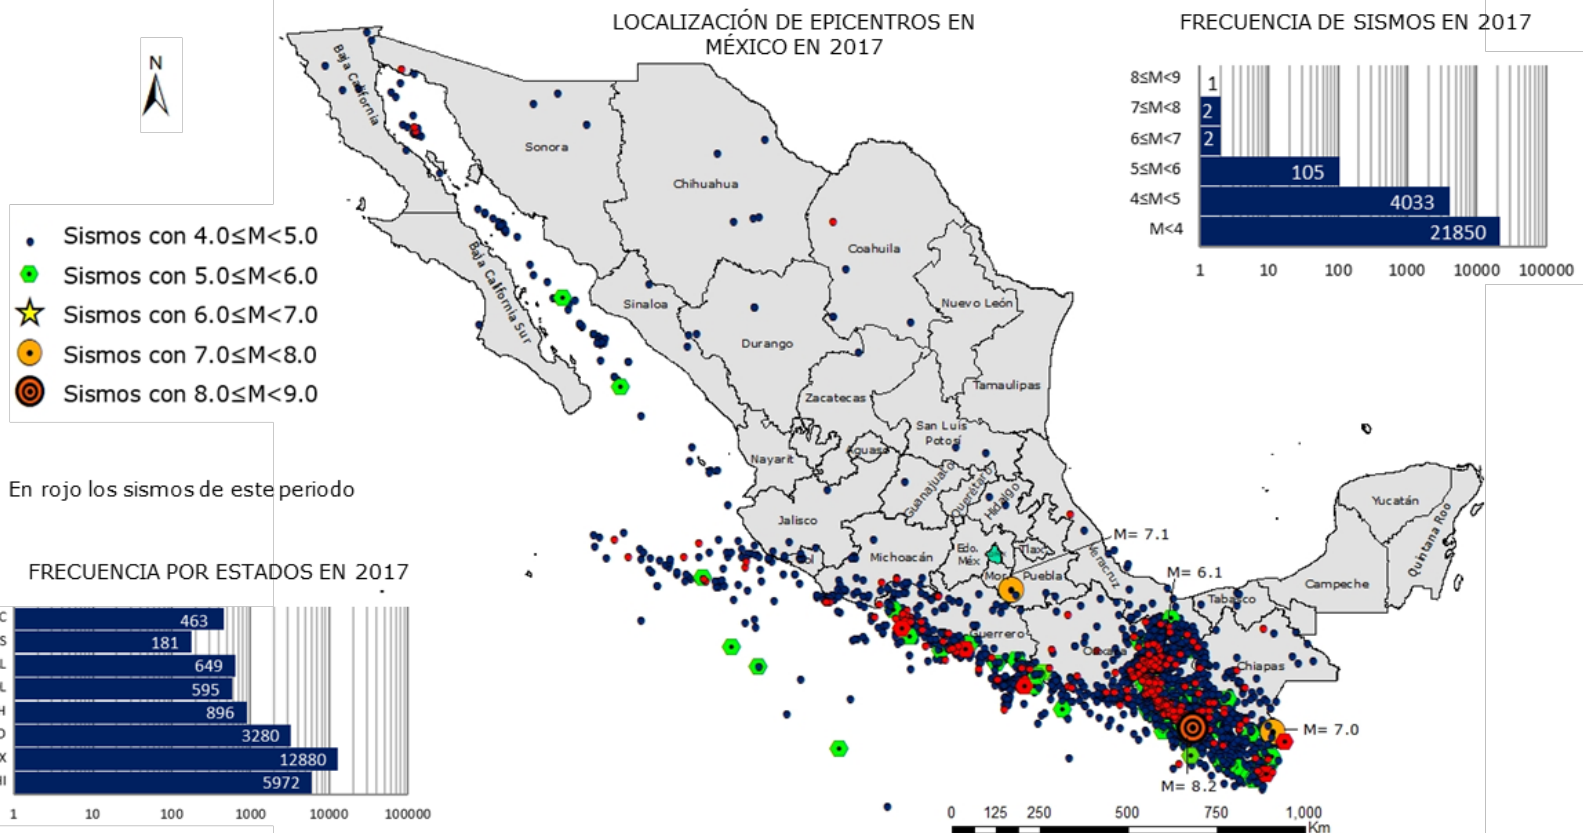 LOCALIZACIÓN DE EPICENTROS EN
MÉXICO EN 2017
FRECUENCIA DE SISMOS EN 2017
8≤M<9 1
7≤M<8 2
6≤M<7 2
5≤M<6 105
4≤M<5 4033
M<4 21850
1 10 100 1000 10000 100000
N
Sismos con 4.0≤M<5.0
Sismos con 5.0≤M<6.0
Sismos con 6.0≤M<7.0
Sismos con 7.0≤M<8.0
Sismos con 8.0≤M<9.0
En rojo los sismos de este periodo
FRECUENCIA POR ESTADOS EN 2017
C 463
S 181
L 649
L 595
H 896
O 3280
X 12880
HI 5972
1 10 100 1000 10000 100000
Baja California
Sonora
Chihuahua
Coahuila
Baja California Sur
Sinaloa
Nuevo León
Durango
Tamaulipas
Zacatecas
San Luis
Potosí
Nayarit
Aguasc
Guanajuato
Querétaro
Hidalgo
Jalisco
Col
Michoacán
Edo.
Méx
Tlax
Mor
Puebla
Veracruz
Guerrero
Oaxaca
Tabasco
Chiapas
Campeche
Yucatán
Quintana Roo
M= 7.1
M= 6.1
M= 7.0
M= 8.2
0 125 250 500 750 1,000
Km